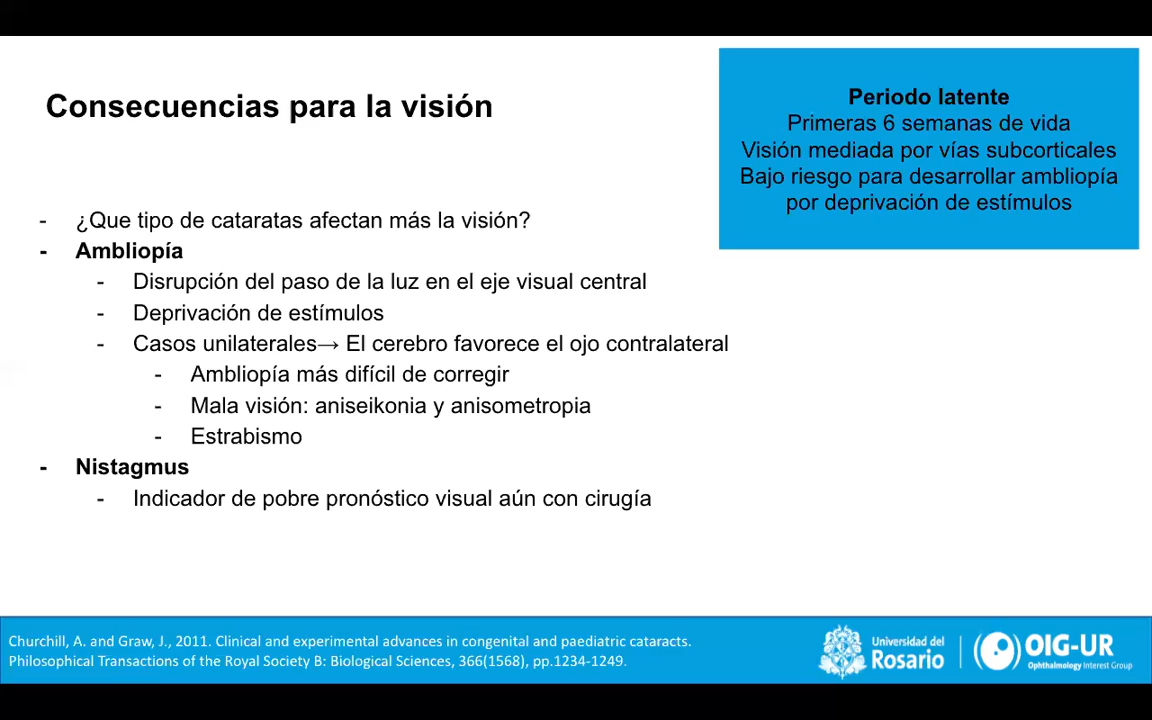 Consecuencias para la visión
Periodo latente
Primeras 6 semanas de vida
Visión mediada por vías subcorticales
Bajo riesgo para desarrollar ambliopía
por deprivación de estímulos
- ¿Que tipo de cataratas afectan más la visión?
- Ambliopía
- Disrupción del paso de la luz en el eje visual central
- Deprivación de estímulos
- Casos unilaterales→ El cerebro favorece el ojo contralateral
- Ambliopía más difícil de corregir
- Mala visión: aniseikonia y anisometropia
- Estrabismo
- Nistagmus
- Indicador de pobre pronóstico visual aún con cirugía
Churchill, A. and Graw, J., 2011. Clinical and experimental advances in congenital and paediatric cataracts.
Philosophical Transactions of the Royal Society B: Biological Sciences, 366(1568), pp.1234-1249.
Universidad del
Rosario
OIG-UR
Ophthalmology Interest Group